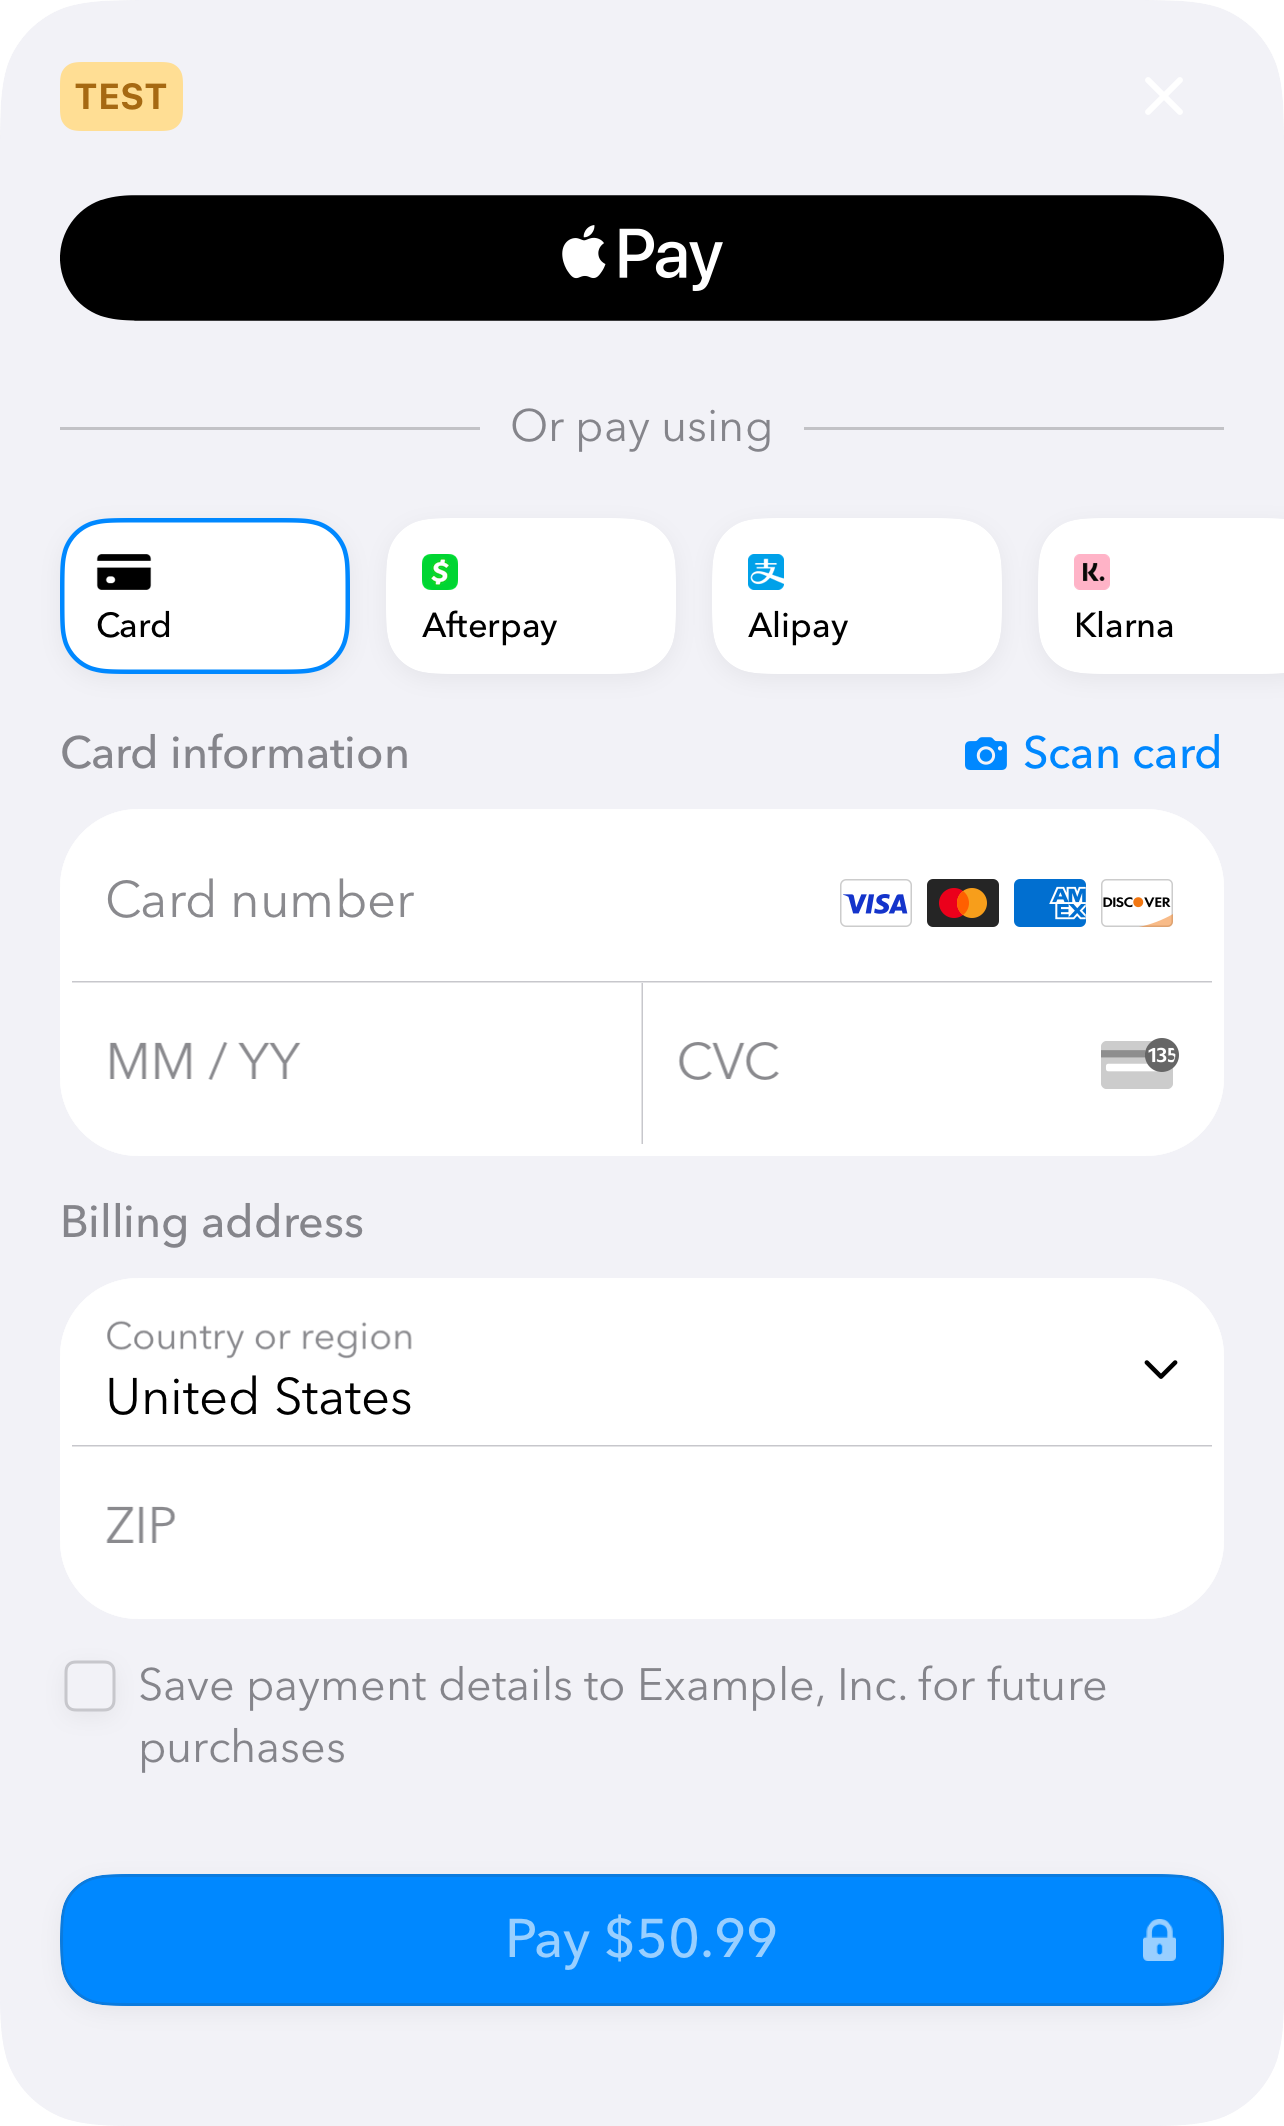 TEST
Pay
Or pay using
Card
Afterpay
Alipay
Klarna
Card information
Scan card
Card number
VISA
AM
EX
DISCOVER
MM / YY
CVC
135
Billing address
Country or region
United States
ZIP
Save payment details to Example, Inc. for future
purchases
Pay $50.99